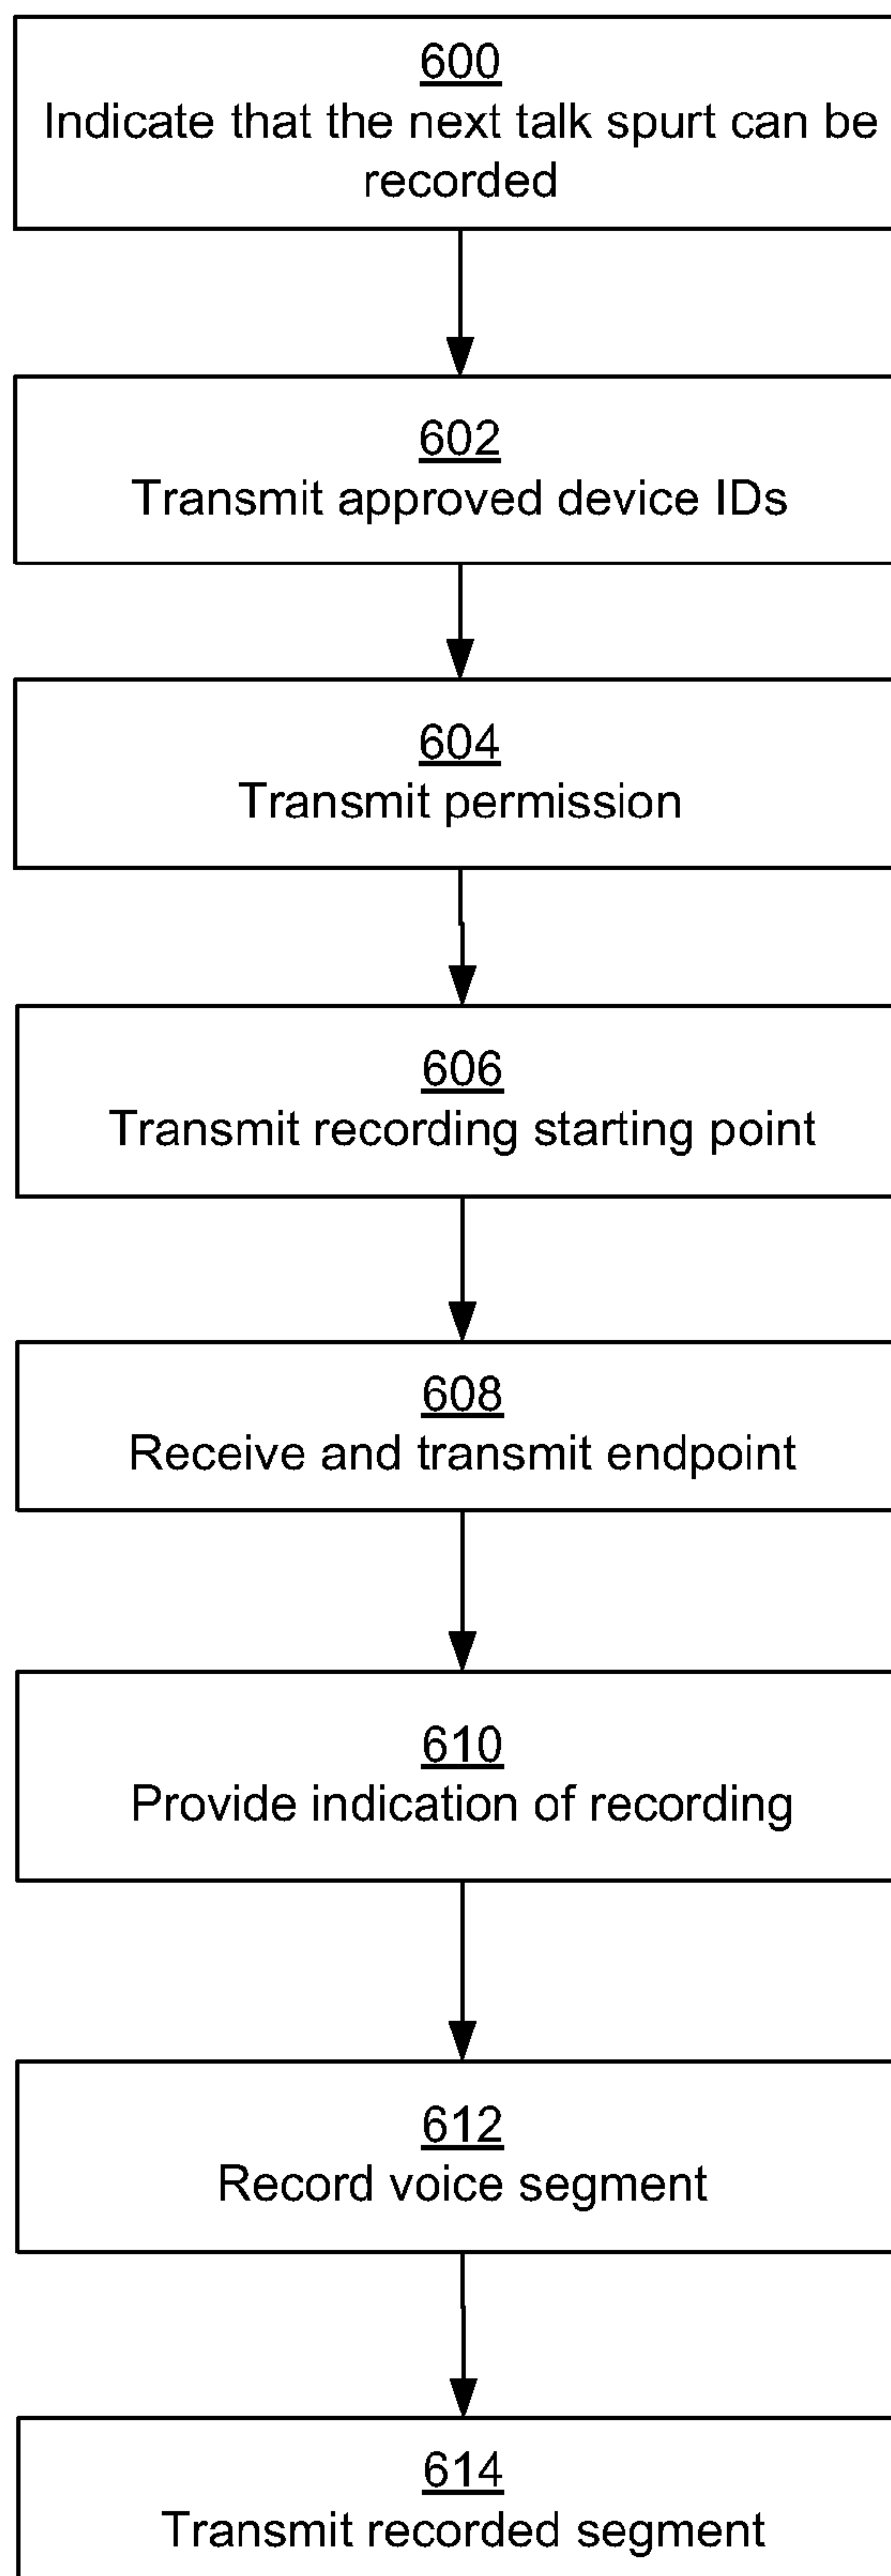 600
Indicate that the next talk spurt can be
recorded
602
Transmit approved device IDs
604
Transmit permission
606
Transmit recording starting point
608
Receive and transmit endpoint
610
Provide indication of recording
612
Record voice segment
614
Transmit recorded segment